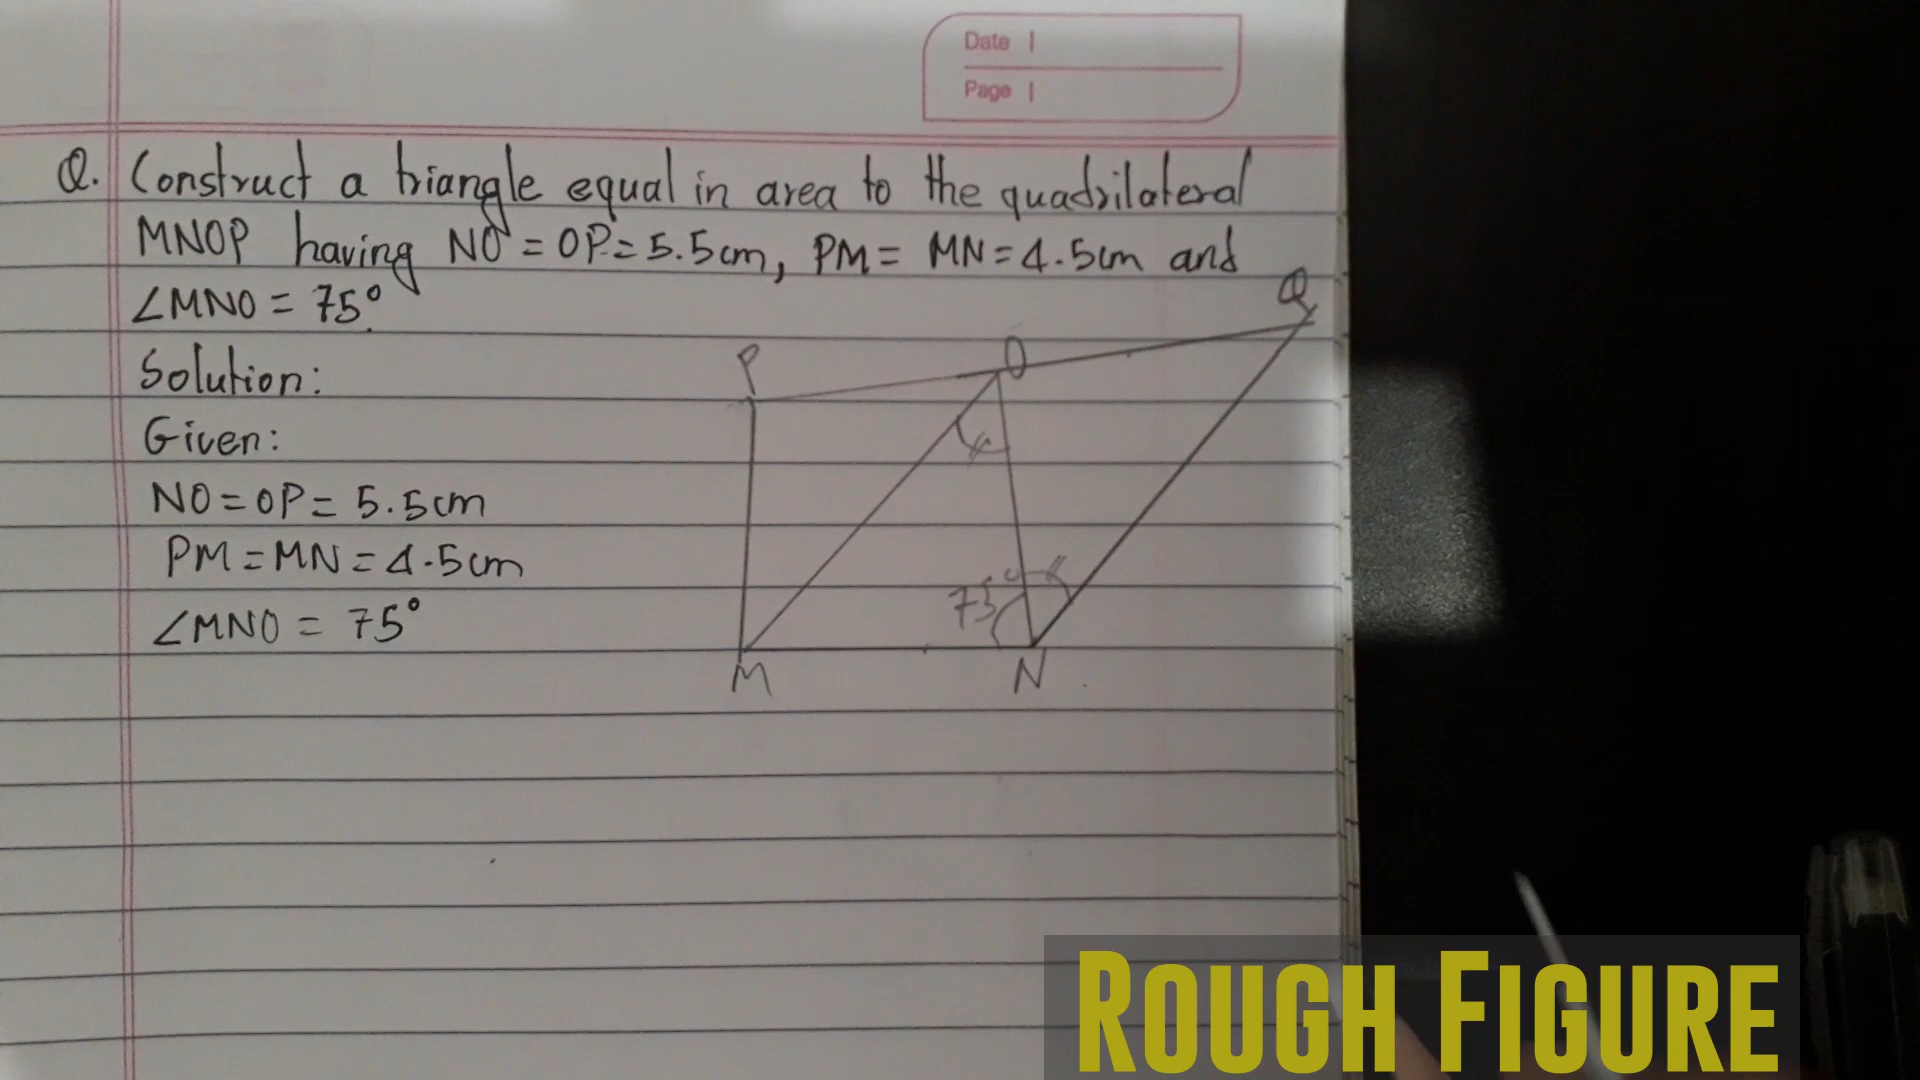 Date |
Page |
Q. Construct a triangle equal in area to the quadrilateral
MNOP having NO = OP = 5.5cm, PM = MN = 4.5cm and
∠MNO = 75°.
Solution:
Given:
NO = OP = 5.5cm
PM = MN = 4.5cm
∠MNO = 75°
Q
P
O
75°
M
N
ROUGH FIGURE